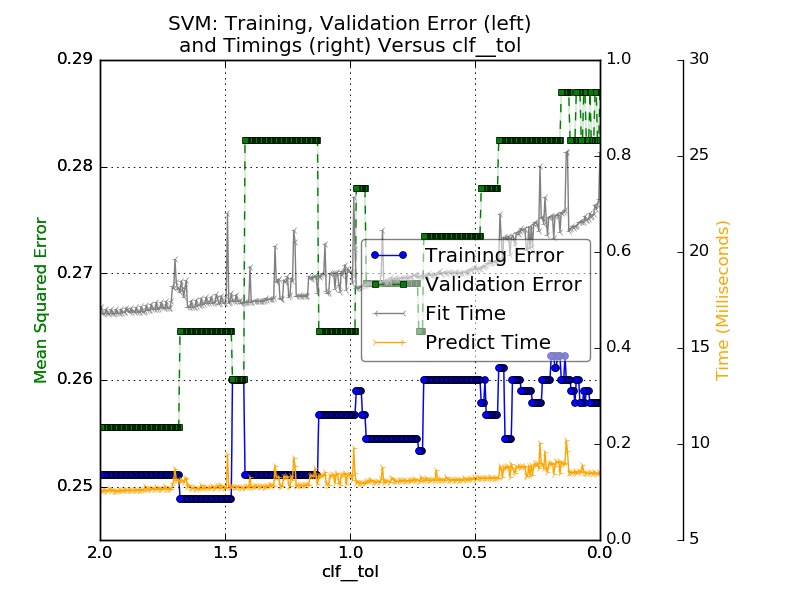 SVM: Training, Validation Error (left)
and Timings (right) Versus clf__tol
0.29
0.28
0.27
0.26
0.25
Mean Squared Error
1.0
0.8
0.6
0.4
0.2
0.0
30
25
20
15
10
5
Time (Milliseconds)
Training Error
Validation Error
Fit Time
Predict Time
2.0 1.5 1.0 0.5 0.0
clf__tol